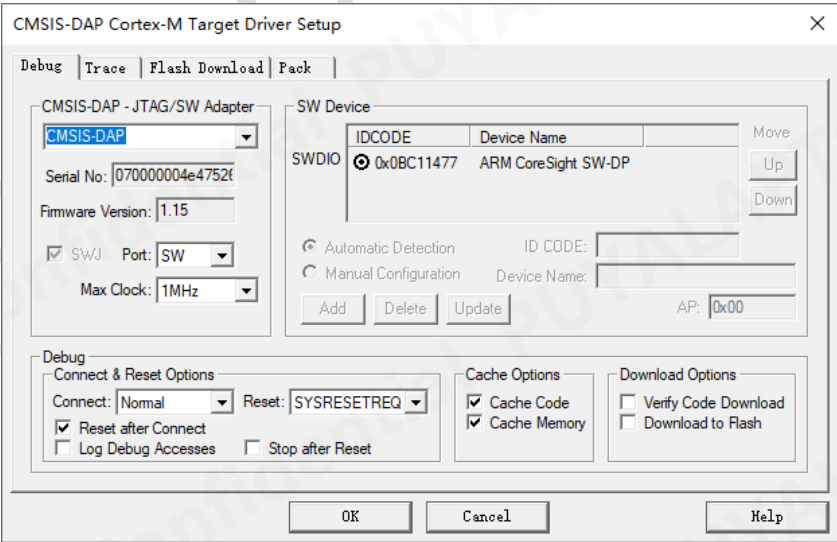 CMSIS-DAP Cortex-M Target Driver Setup
Debug Trace Flash Download Pack
CMSIS-DAP - JTAG/SW Adapter
CMSIS-DAP
Serial No: 070000004e47526
Firmware Version: 1.15
SWJ Port: SW
Max Clock: 1MHz
SW Device
IDCODE Device Name
SWDIO 0x0BC11477 ARM CoreSight SW-DP
Move
Up
Down
Automatic Detection ID CODE:
Manual Configuration Device Name:
Add Delete Update AP: 0x00
Debug
Connect & Reset Options
Connect: Normal Reset: SYSRESETREQ
Reset after Connect
Log Debug Accesses Stop after Reset
Cache Options
Cache Code
Cache Memory
Download Options
Verify Code Download
Download to Flash
OK Cancel Help